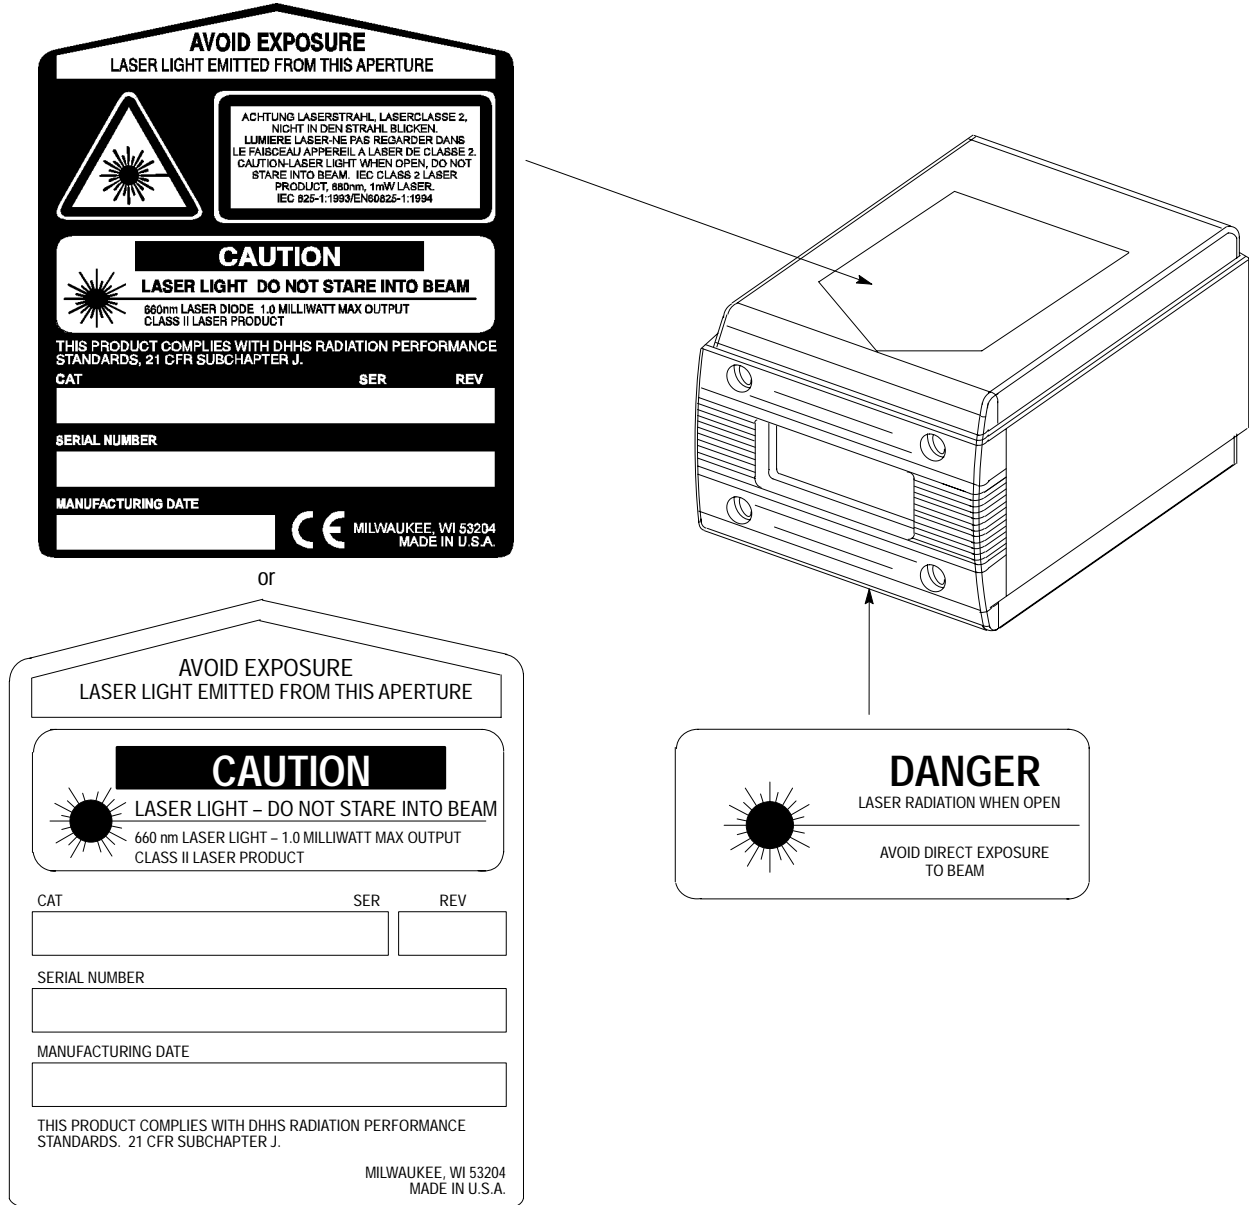 AVOID EXPOSURE
LASER LIGHT EMITTED FROM THIS APERTURE
ACHTUNG LASERSTRAHL, LASERCLASSE 2,
NICHT IN DEN STRAHL BLICKEN.
LUMIERE LASER-NE PAS REGARDER DANS
LE FAISCEAU APPEREIL A LASER DE CLASSE 2.
CAUTION-LASER LIGHT WHEN OPEN, DO NOT
STARE INTO BEAM. IEC CLASS 2 LASER
PRODUCT, 680nm, 1mW LASER.
IEC 825-1:1993/EN60825-1:1994
CAUTION
LASER LIGHT DO NOT STARE INTO BEAM
660nm LASER DIODE 1.0 MILLIWATT MAX OUTPUT
CLASS II LASER PRODUCT
THIS PRODUCT COMPLIES WITH DHHS RADIATION PERFORMANCE
STANDARDS, 21 CFR SUBCHAPTER J.
CAT SER REV
SERIAL NUMBER
MANUFACTURING DATE
CE MILWAUKEE, WI 53204
MADE IN U.S.A.
or
AVOID EXPOSURE
LASER LIGHT EMITTED FROM THIS APERTURE
CAUTION
LASER LIGHT – DO NOT STARE INTO BEAM
660 nm LASER LIGHT – 1.0 MILLIWATT MAX OUTPUT
CLASS II LASER PRODUCT
CAT SER REV
SERIAL NUMBER
MANUFACTURING DATE
THIS PRODUCT COMPLIES WITH DHHS RADIATION PERFORMANCE
STANDARDS. 21 CFR SUBCHAPTER J.
MILWAUKEE, WI 53204
MADE IN U.S.A.
DANGER
LASER RADIATION WHEN OPEN
AVOID DIRECT EXPOSURE
TO BEAM